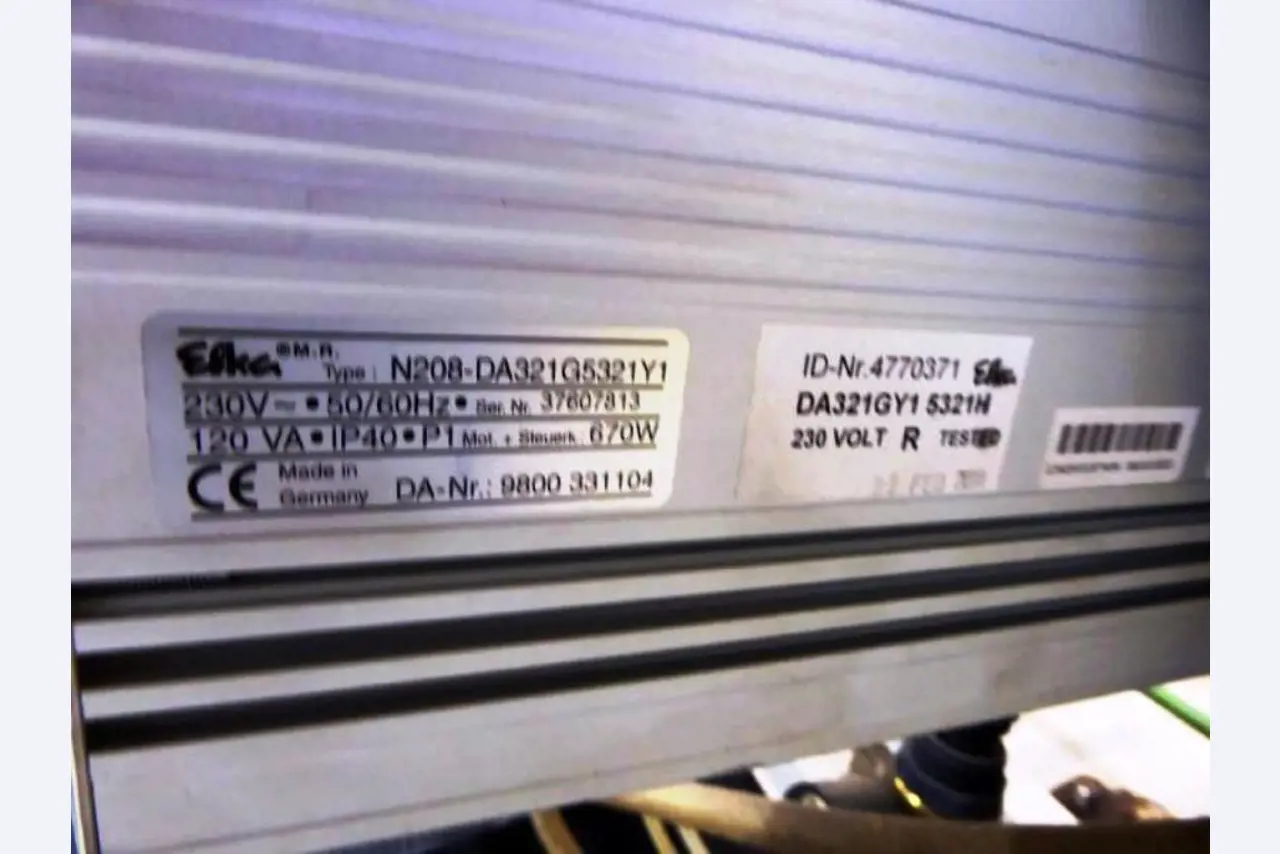 Efka ® M.R. Type : N208-DA321G5321Y1
230V~ • 50/60Hz • Ser. Nr. 37607813
120 VA • IP40 • P1 Mot. + Steuerk. 670W
CE Made in Germany DA-Nr.: 9800 331104
ID-Nr.4770371 Efka
DA321GY1 5321H
230 VOLT R TESTED